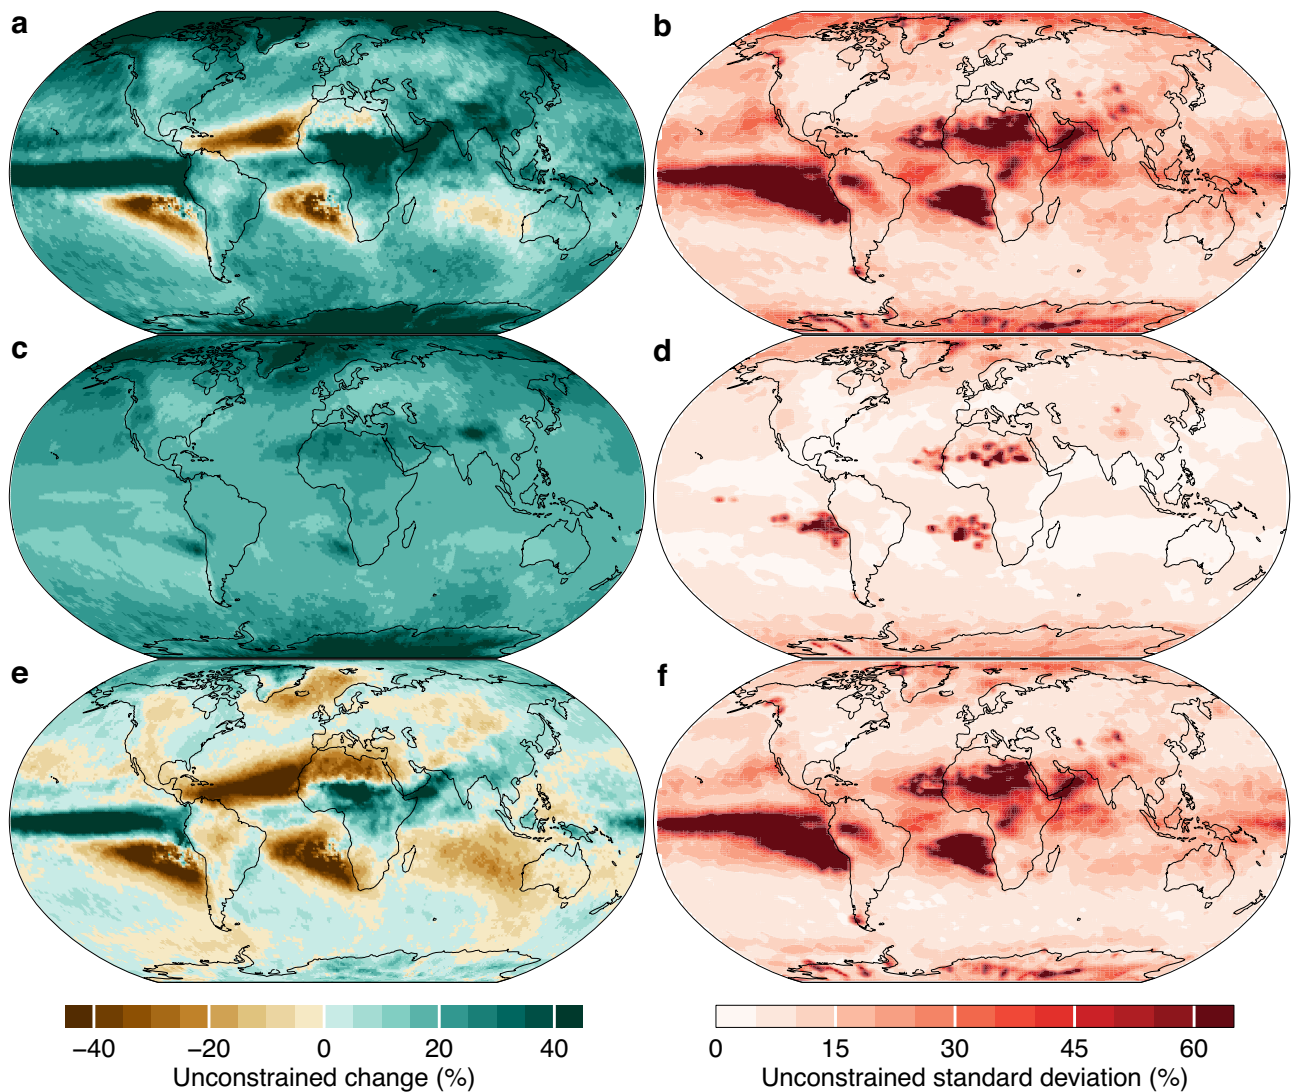 a
b
c
d
e
f
−40 −20 0 20 40
Unconstrained change (%)
0 15 30 45 60
Unconstrained standard deviation (%)